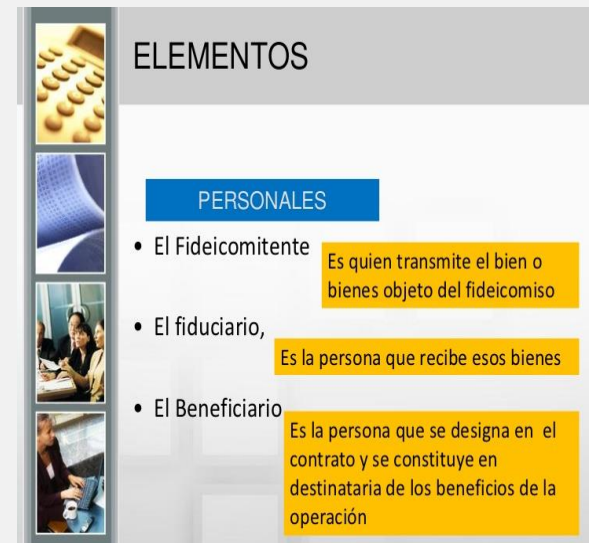 ELEMENTOS
PERSONALES
• El Fideicomitente
Es quien transmite el bien o
bienes objeto del fideicomiso
• El fiduciario,
Es la persona que recibe esos bienes
• El Beneficiario
Es la persona que se designa en el
contrato y se constituye en
destinataria de los beneficios de la
operación